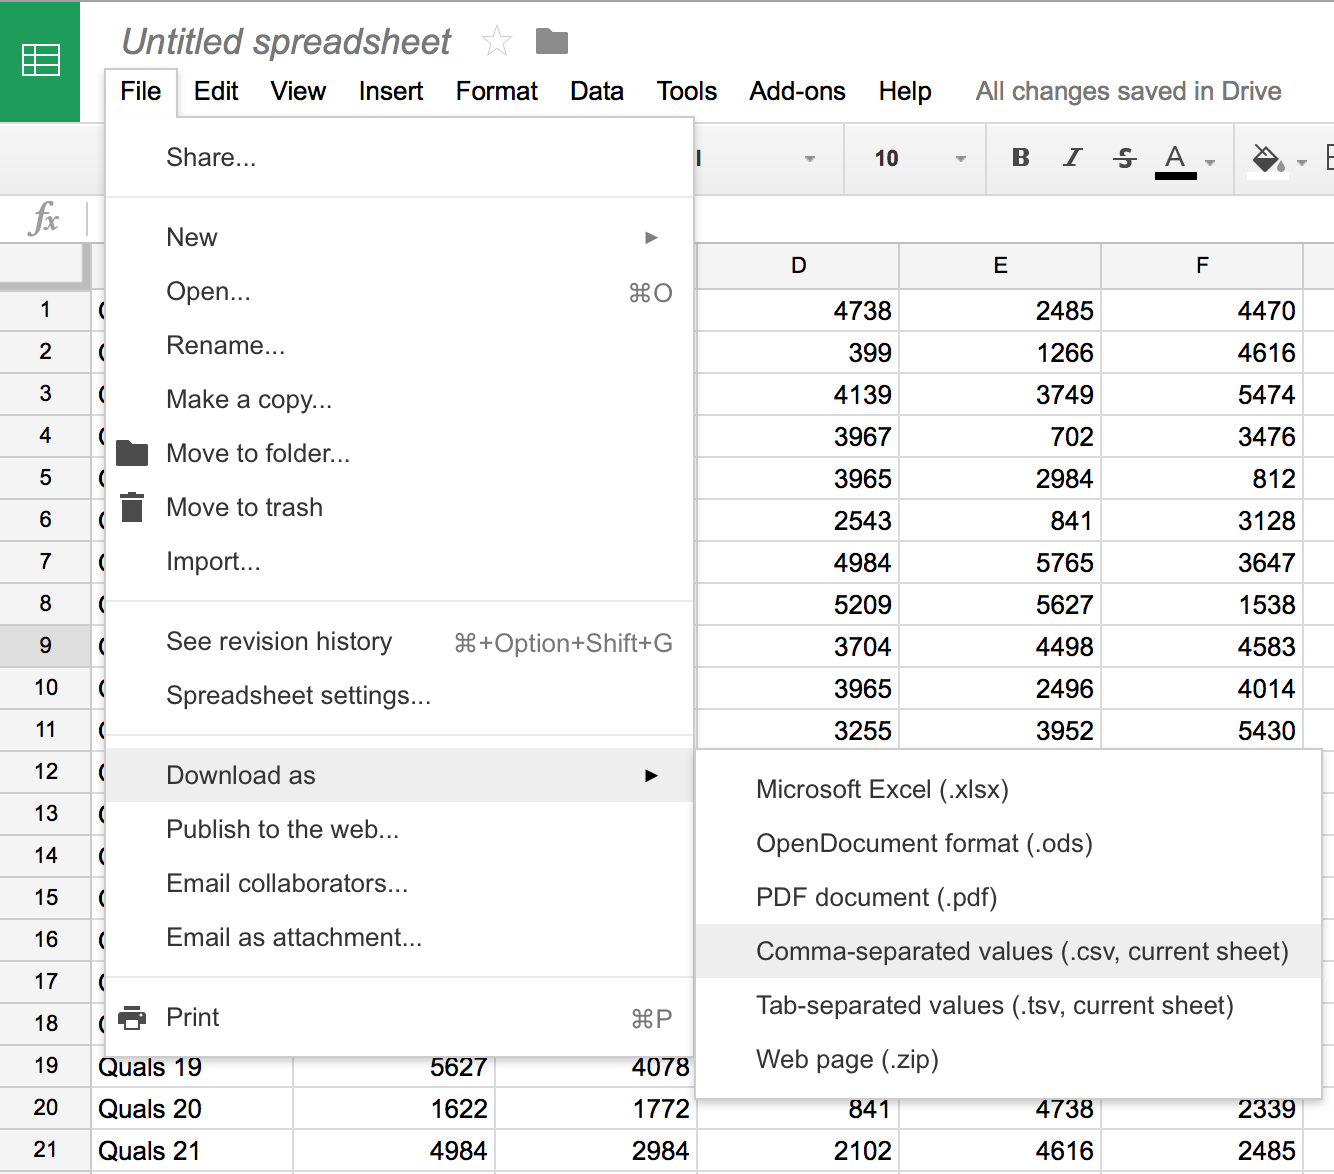 Untitled spreadsheet
File Edit View Insert Format Data Tools Add-ons Help All changes saved in Drive
10 B I S A
fx
D E F
Share...
New ►
Open... ⌘O
Rename...
Make a copy...
Move to folder...
Move to trash
Import...
See revision history ⌘+Option+Shift+G
Spreadsheet settings...
Download as ►
Publish to the web...
Email collaborators...
Email as attachment...
Print ⌘P
Microsoft Excel (.xlsx)
OpenDocument format (.ods)
PDF document (.pdf)
Comma-separated values (.csv, current sheet)
Tab-separated values (.tsv, current sheet)
Web page (.zip)
1 4738 2485 4470
2 399 1266 4616
3 4139 3749 5474
4 3967 702 3476
5 3965 2984 812
6 2543 841 3128
7 4984 5765 3647
8 5209 5627 1538
9 3704 4498 4583
10 3965 2496 4014
11 3255 3952 5430
12
13
14
15
16
17
18
19 Quals 19 5627 4078
20 Quals 20 1622 1772 841 4738 2339
21 Quals 21 4984 2984 2102 4616 2485